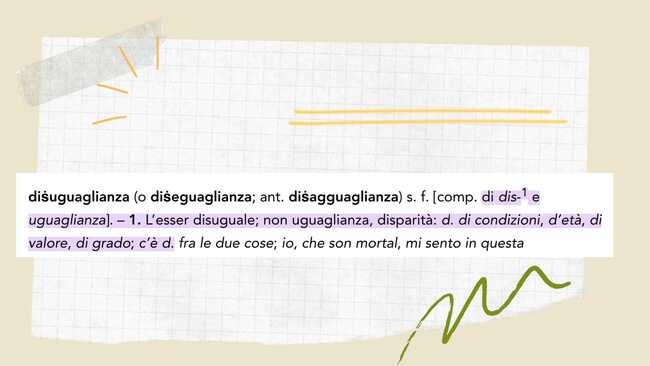 diṡuguaglianza (o diṡeguaglianza; ant. diṡagguaglianza) s. f. [comp. di dis-1 e
uguaglianza]. – 1. L’esser disuguale; non uguaglianza, disparità: d. di condizioni, d’età, di
valore, di grado; c’è d. fra le due cose; io, che son mortal, mi sento in questa